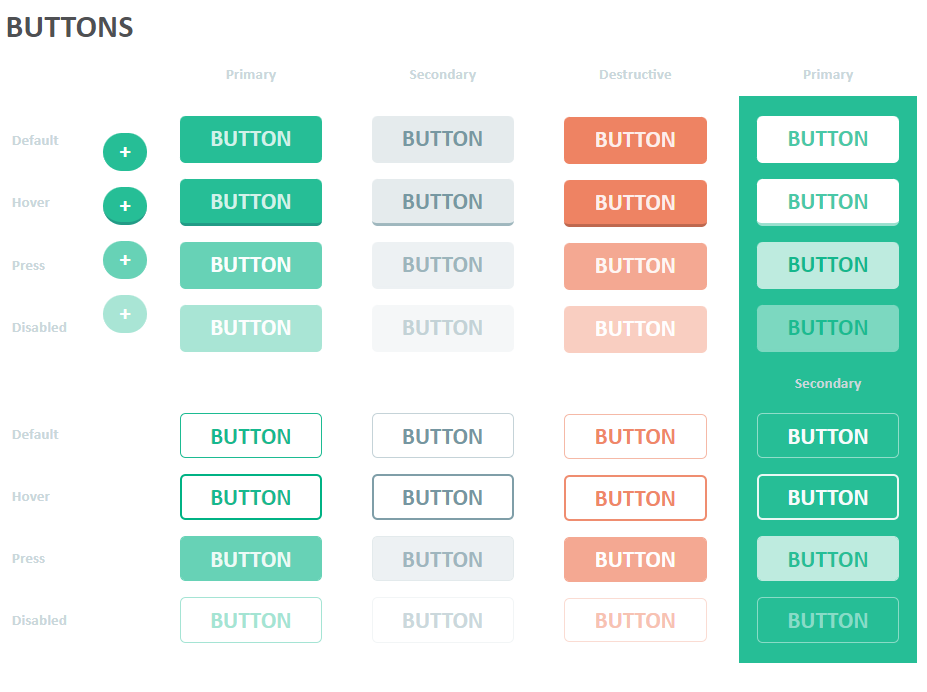 BUTTONS
Primary Secondary Destructive Primary
Default + BUTTON BUTTON BUTTON BUTTON
Hover + BUTTON BUTTON BUTTON BUTTON
Press + BUTTON BUTTON BUTTON BUTTON
Disabled + BUTTON BUTTON BUTTON BUTTON
Secondary
Default BUTTON BUTTON BUTTON BUTTON
Hover BUTTON BUTTON BUTTON BUTTON
Press BUTTON BUTTON BUTTON BUTTON
Disabled BUTTON BUTTON BUTTON BUTTON